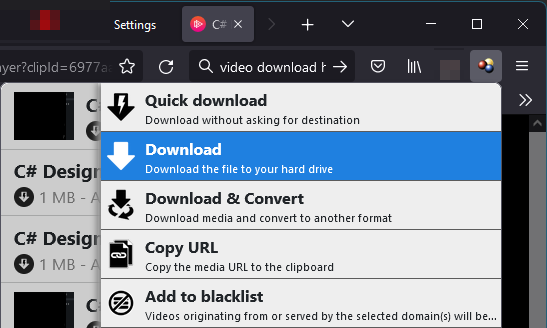 Settings
C#
ayer?clipId=6977a
video download h
C
Quick download
Download without asking for destination
Download
Download the file to your hard drive
C# Desig
1 MB - A
Download & Convert
Download media and convert to another format
C# Desig
1 MB - A
Copy URL
Copy the media URL to the clipboard
C
Add to blacklist
Videos originating from or served by the selected domain(s) will be...